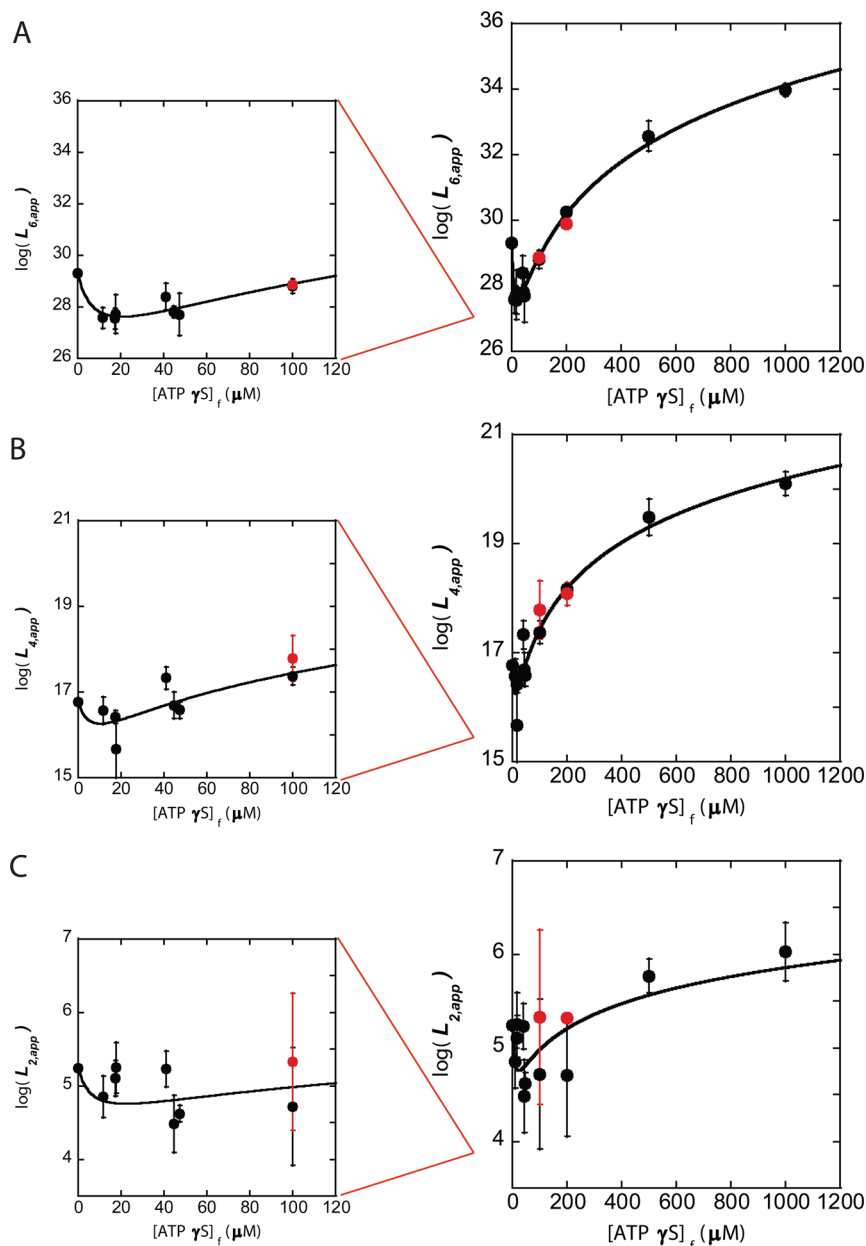 A
36
34
32
30
28
26
log( L6,app)
0 20 40 60 80 100 120
[ATP γS] f (μM)
36
34
32
30
28
26
log( L6,app)
0 200 400 600 800 1000 1200
[ATP γS] f (μM)
B
21
19
17
16
15
log( L4,app)
0 20 40 60 80 100 120
[ATP γS] f (μM)
21
19
17
15
log( L4,app)
0 200 400 600 800 1000 1200
[ATP γS] f (μM)
C
7
6
5
4
log( L2,app)
0 20 40 60 80 100 120
[ATP γS] f (μM)
7
6
5
4
log( L2,app)
0 200 400 600 800 1000 1200
[ATP γS] f (μM)